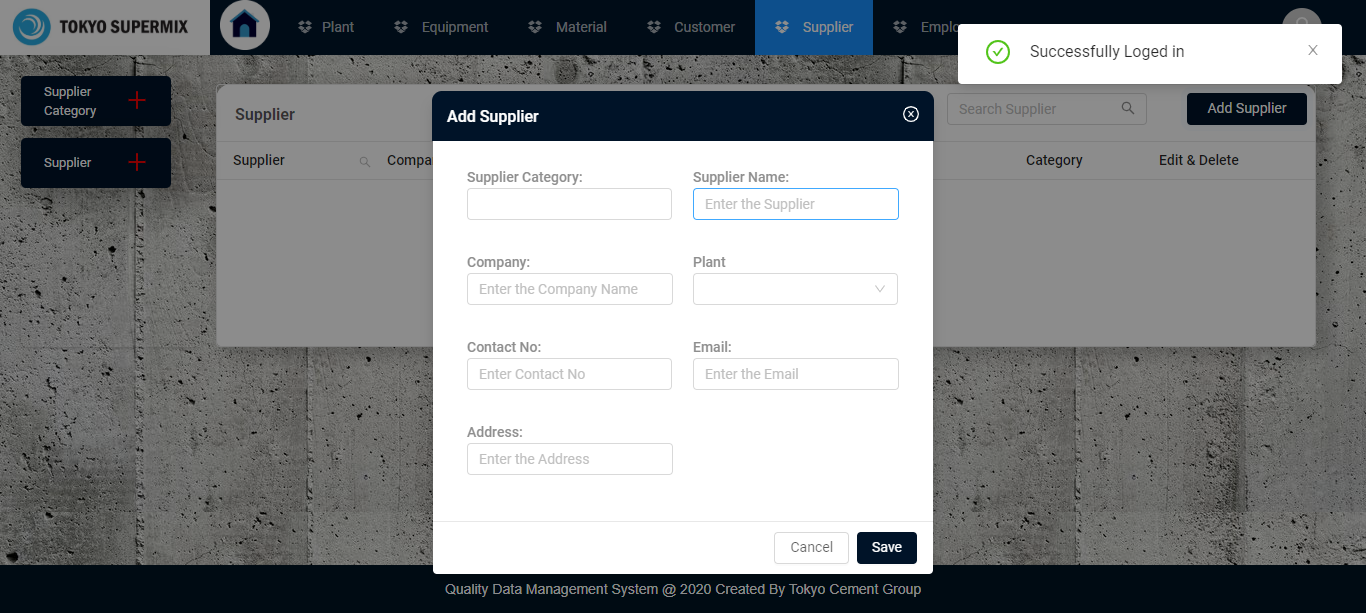 TOKYO SUPERMIX
Plant
Equipment
Material
Customer
Supplier
Emplo
Successfully Loged in
Supplier
Category
Supplier
Supplier
Search Supplier
Add Supplier
Supplier
Compa
Category
Edit & Delete
Add Supplier
Supplier Category:
Supplier Name:
Enter the Supplier
Company:
Plant
Enter the Company Name
Contact No:
Email:
Enter Contact No
Enter the Email
Address:
Enter the Address
Cancel
Save
Quality Data Management System @ 2020 Created By Tokyo Cement Group